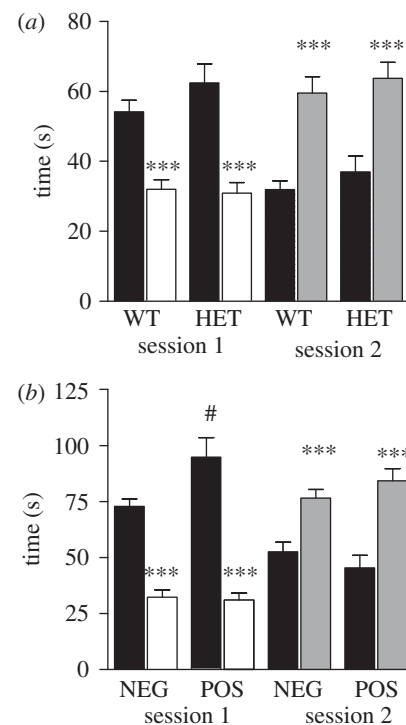 (a)
80
60
40
20
0
time (s)
***
***
***
***
WT
HET
WT
HET
session 1
session 2
(b)
125
100
75
50
25
0
time (s)
#
***
***
***
***
NEG
POS
NEG
POS
session 1
session 2